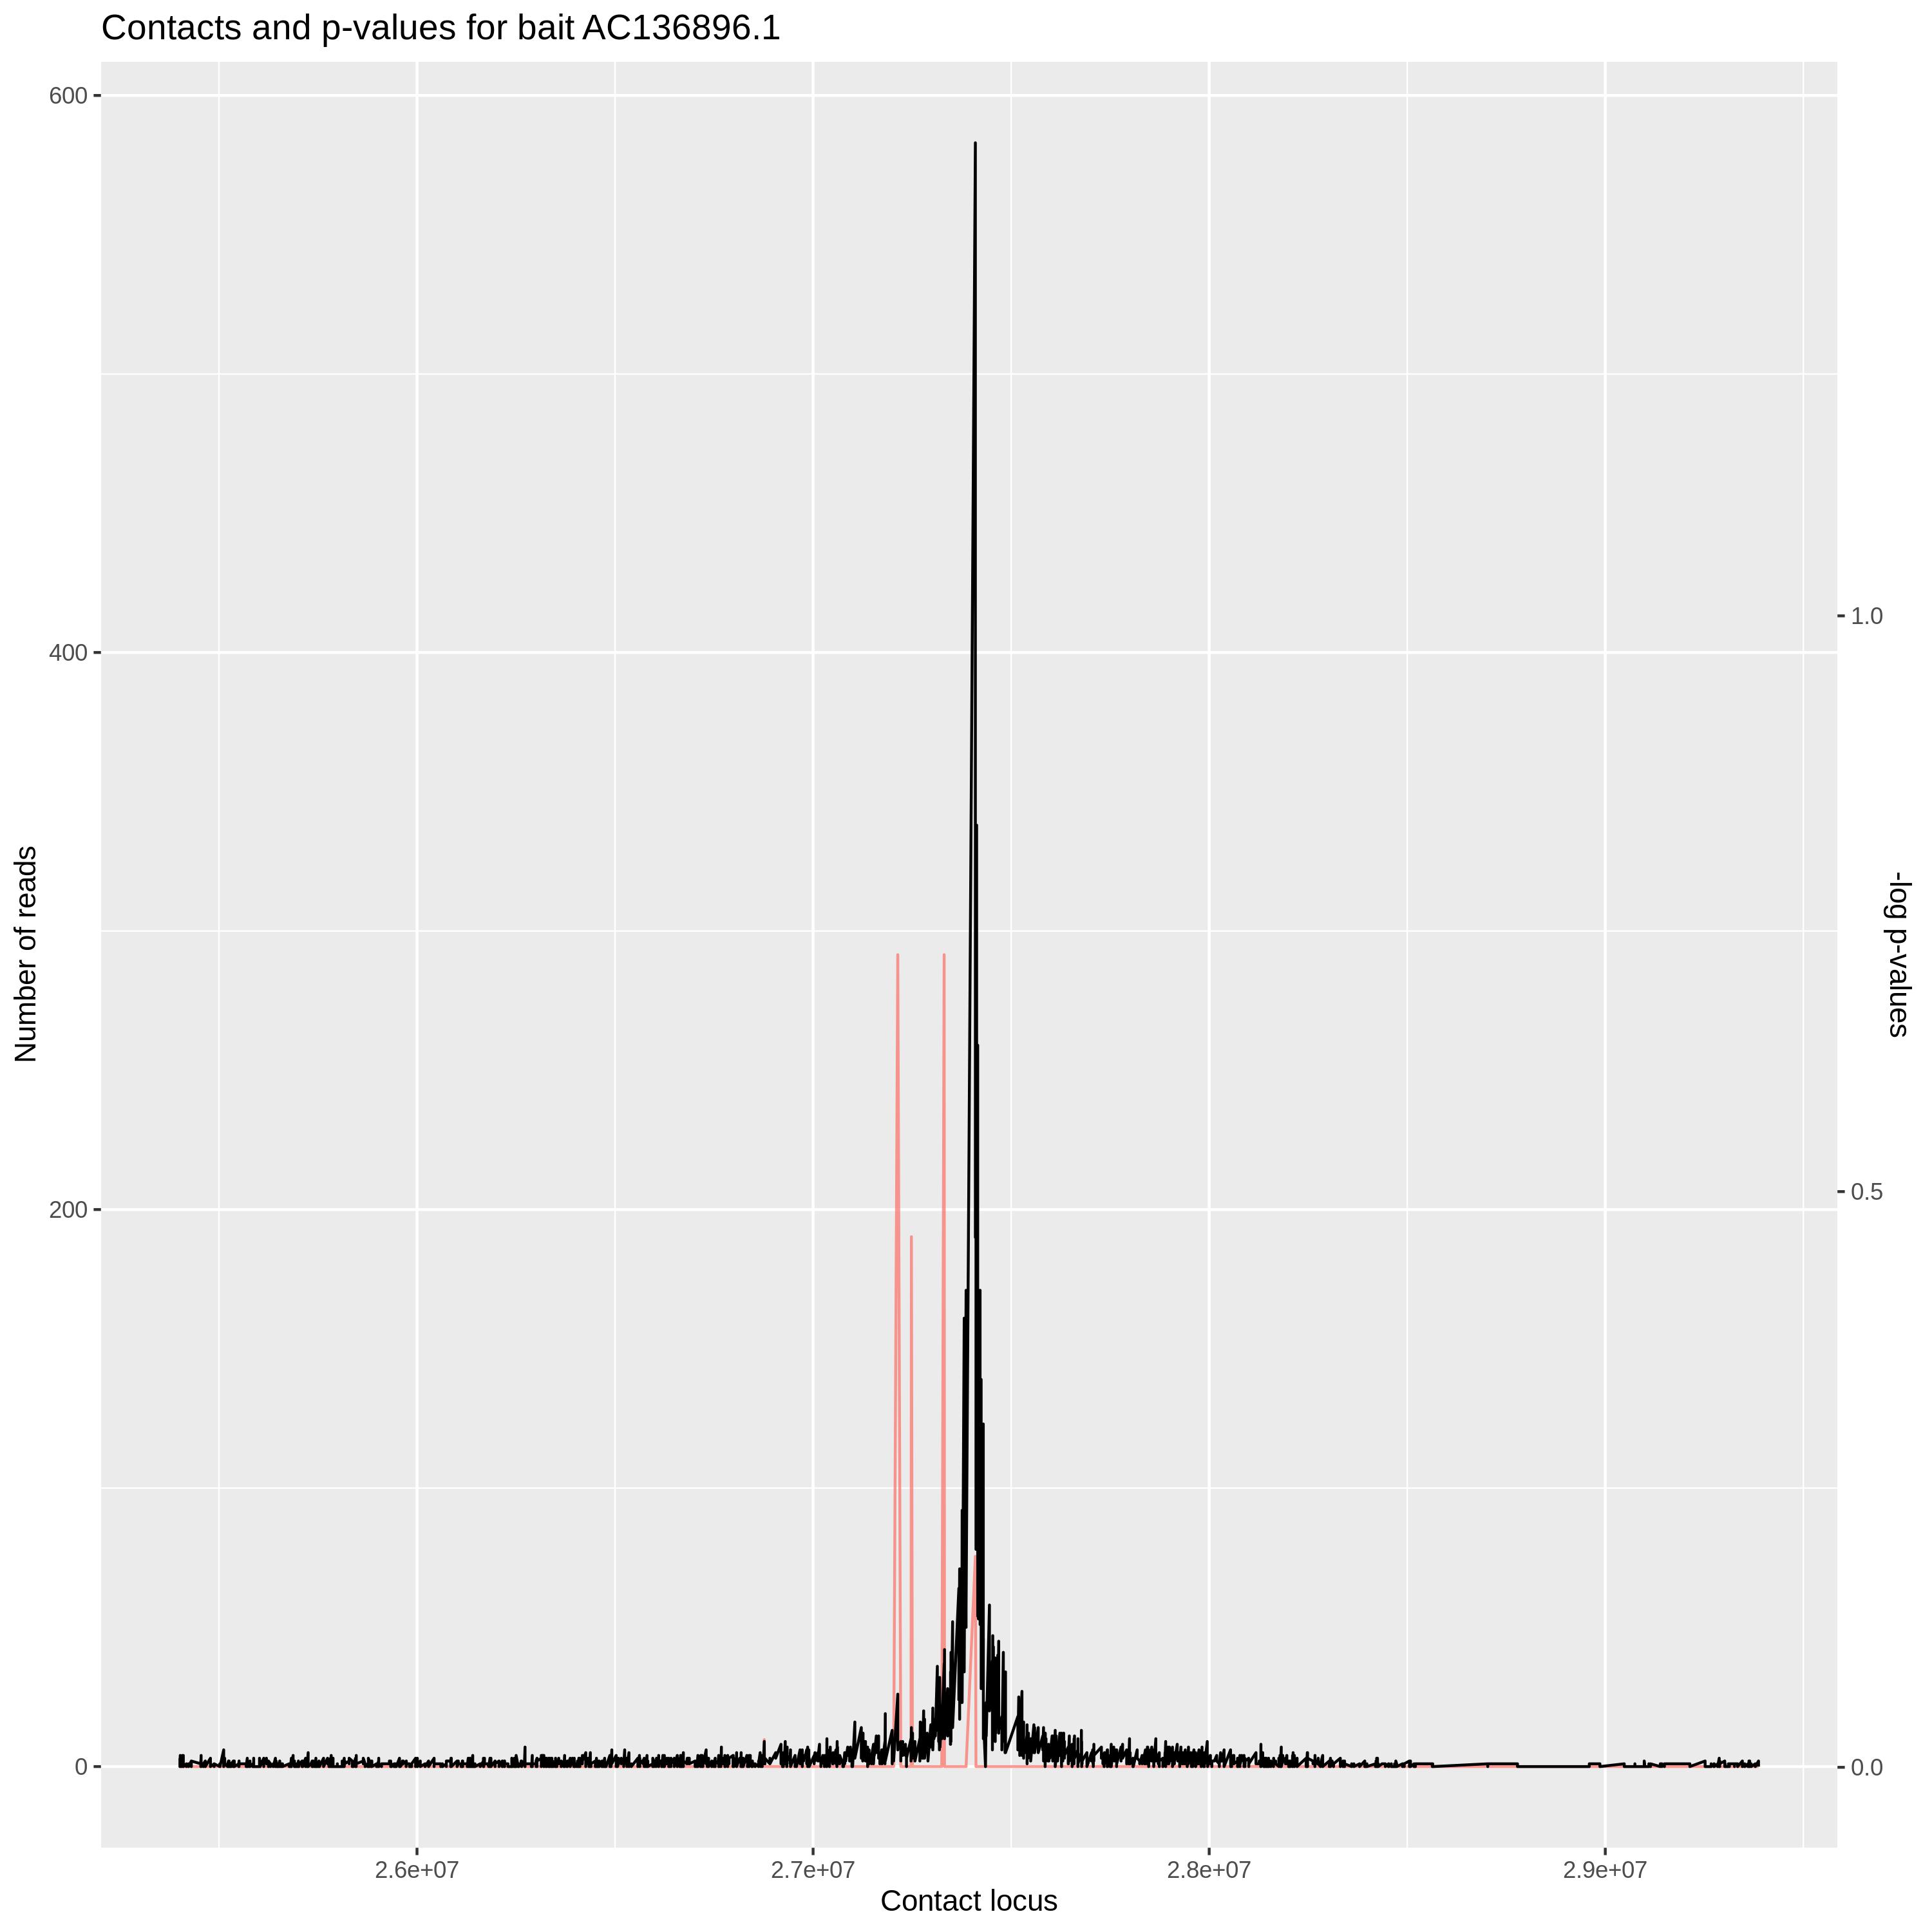 Contacts and p-values for bait AC136896.1
600
400
200
0
Number of reads
1.0
0.5
0.0
-log p-values
2.6e+07 2.7e+07 2.8e+07 2.9e+07
Contact locus